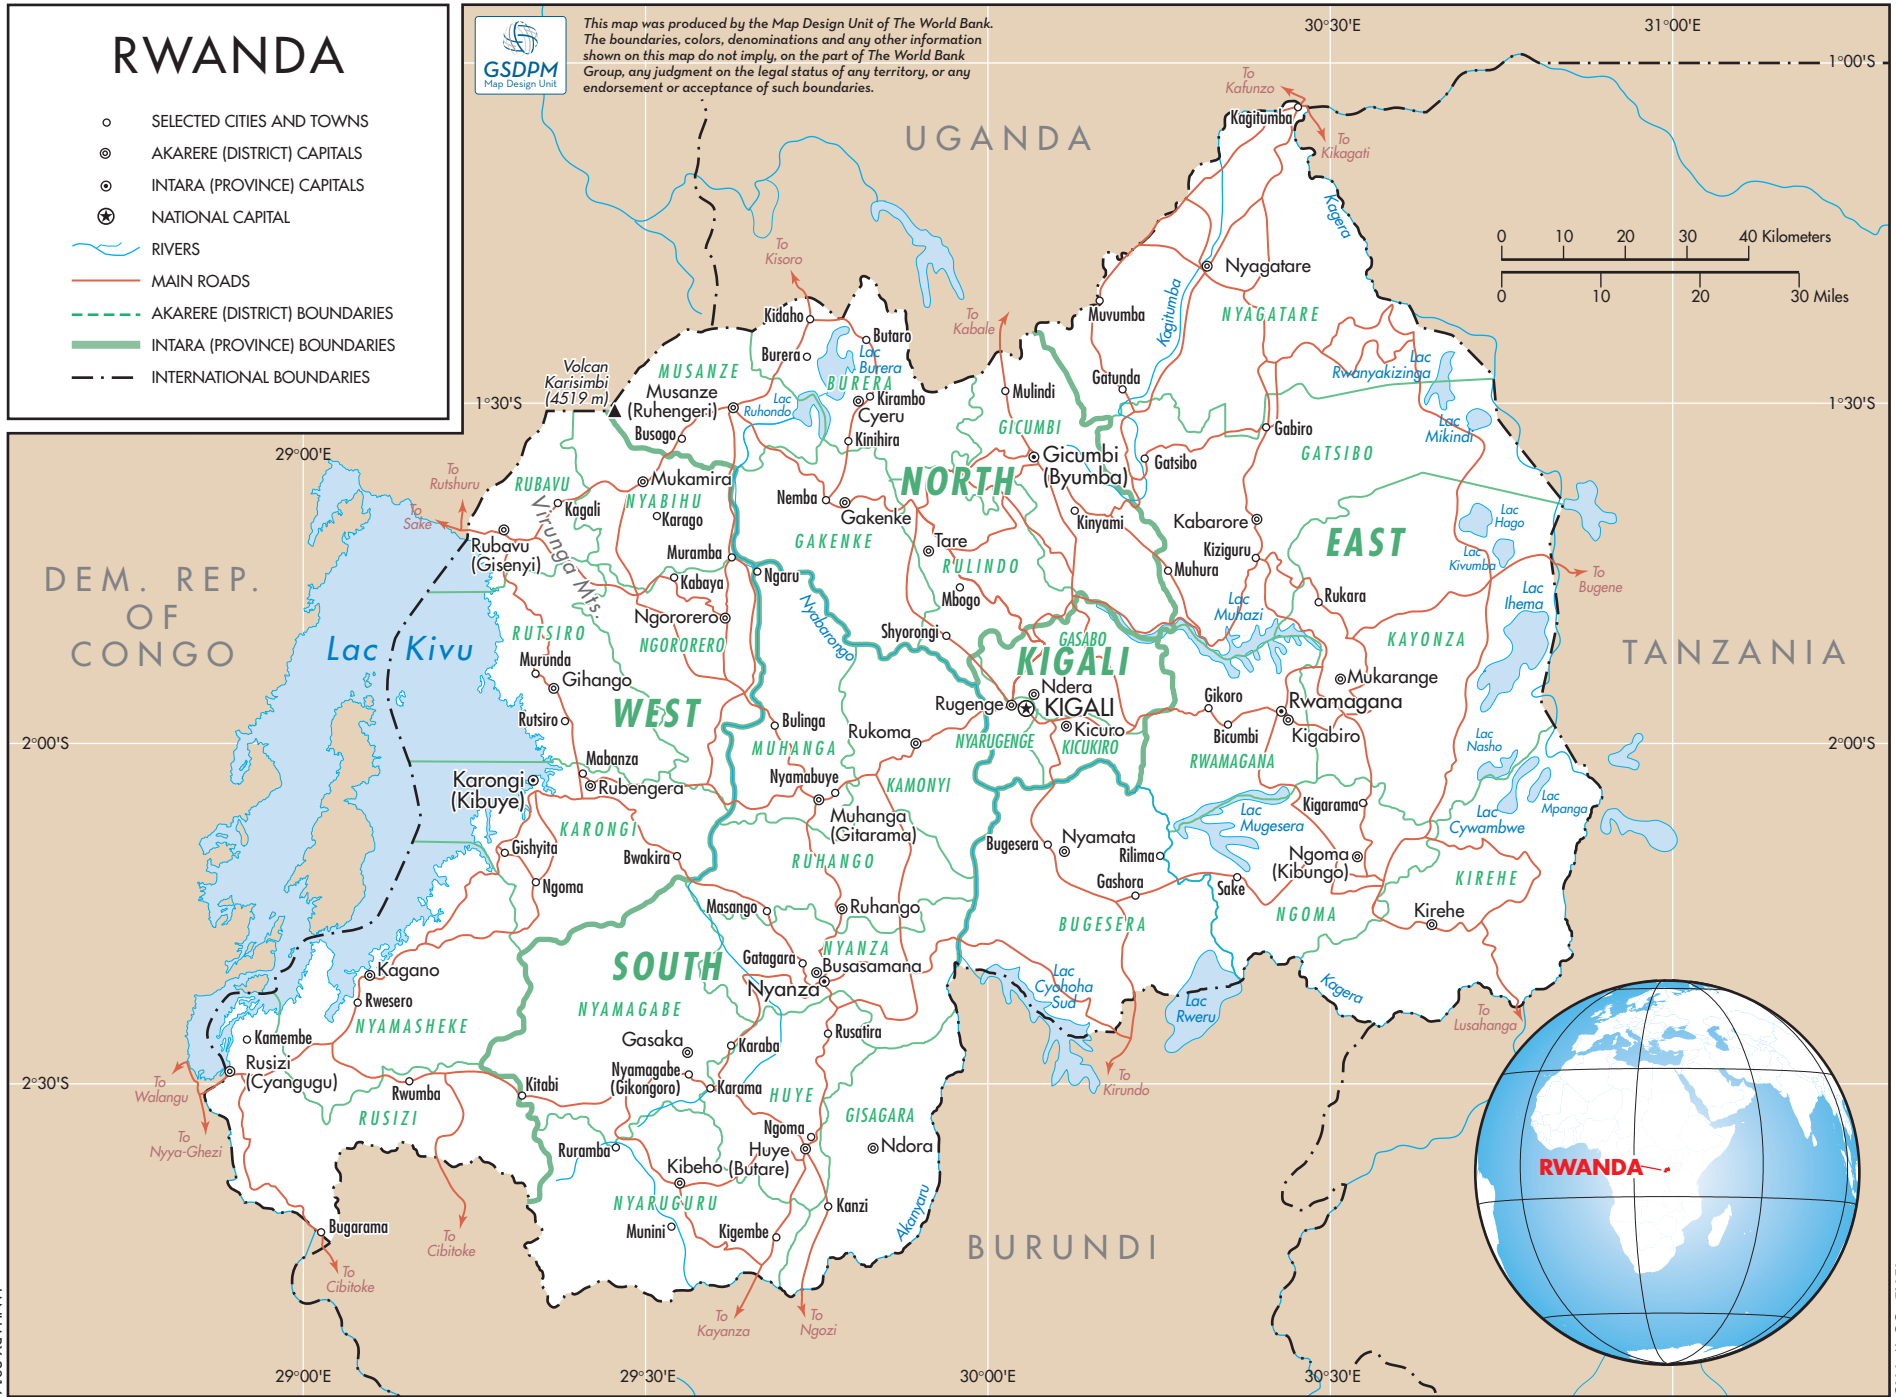 RWANDA
SELECTED CITIES AND TOWNS
AKARERE (DISTRICT) CAPITALS
INTARA (PROVINCE) CAPITALS
NATIONAL CAPITAL
RIVERS
MAIN ROADS
AKARERE (DISTRICT) BOUNDARIES
INTARA (PROVINCE) BOUNDARIES
INTERNATIONAL BOUNDARIES
GSDPM
Map Design Unit
This map was produced by the Map Design Unit of The World Bank.
The boundaries, colors, denominations and any other information
shown on this map do not imply, on the part of The World Bank
Group, any judgment on the legal status of any territory, or any
endorsement or acceptance of such boundaries.
30°30'E
31°00'E
1°00'S
To
Kafunzo
Kagitumba
To
Kikagati
UGANDA
Kagera
0 10 20 30 40 Kilometers
0 10 20 30 Miles
To
Kisoro
Nyagatare
NYAGATARE
Kagitumba
Muvumba
To
Kabale
Kidaho
Butaro
Burera
Lac
Burera
BURERA
Volcan
Karisimbi
(4519 m)
MUSANZE
Musanze
(Ruhengeri)
Lac
Ruhondo
Kirambo
Cyeru
Busogo
Kinihira
Mulindi
Gatunda
Lac
Rwanyakizinga
1°30'S
1°30'S
GICUMBI
Gicumbi
(Byumba)
Gatsibo
Gabiro
GATSIBO
Lac
Mikindi
29°00'E
To
Rutshuru
To
Sake
RUBAVU
Virunga Mts.
Kagali
Mukamira
NYABIHU
Karago
NORTH
Nemba
Gakenke
GAKENKE
Kinyami
Kabarore
EAST
Lac
Hago
Lac
Kivumba
Rubavu
(Gisenyi)
Muramba
Ngaru
Tare
RULINDO
Mbogo
Kiziguru
Muhura
Rukara
To
Bugene
Lac
Ihema
DEM. REP.
OF
CONGO
Kabaya
Ngororero
NGORORERO
Nyabarongo
Shyorongi
Lac
Muhazi
GASABO
KIGALI
KAYONZA
TANZANIA
Lac Kivu
RUTSIRO
Murunda
Gihango
Rutsiro
WEST
Ndera
Rugenge
KIGALI
Kicuro
NYARUGENGE
KICUKIRO
Gikoro
Bicumbi
Mukarange
Rwamagana
Kigabiro
RWAMAGANA
Bulinga
MUHANGA
Rukoma
Lac
Nasho
2°00'S
2°00'S
Mabanza
Karongi
(Kibuye)
Rubengera
Nyamabuye
KAMONYI
Muhanga
(Gitarama)
KARONGI
Gishyita
Bwakira
RUHANGO
Lac
Mugesera
Kigarama
Lac
Cywambwe
Lac
Mpanga
Nyamata
Bugesera
Rilima
Ngoma
(Kibungo)
KIREHE
Ngoma
Masango
Ruhango
Gashora
Sake
NGOMA
Kirehe
BUGESERA
SOUTH
NYANZA
Gatagara
Busasamana
Nyanza
Kagano
Rwesero
NYAMASHEKE
NYAMAGABE
Lac
Cyohoha
Sud
Lac
Rweru
Kagera
To
Lusahanga
Kamembe
Rusizi
(Cyangugu)
Gasaka
Karaba
Rusatira
Nyamagabe
(Gikongoro)
Karama
2°30'S
To
Walangu
To
Nyya-Ghezi
Rwumba
RUSIZI
Kitabi
HUYE
GISAGARA
To
Kirundo
Ngoma
Huye
(Butare)
Ndora
Ruramba
Kibeho
NYARUGURU
Kanzi
Akanyaru
Munini
Kigembe
Bugarama
To
Cibitoke
To
Cibitoke
BURUNDI
To
Kayanza
To
Ngozi
RWANDA
29°00'E
29°30'E
30°00'E
30°30'E